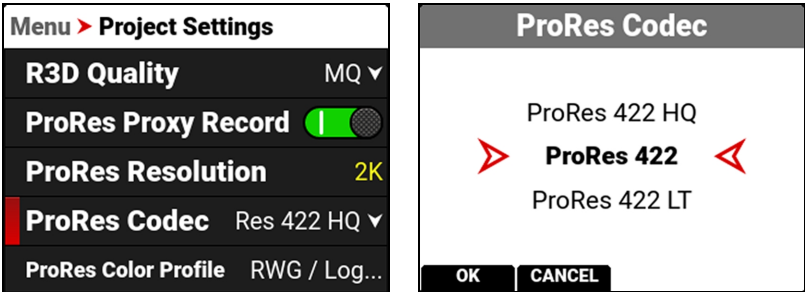 Menu > Project Settings
R3D Quality MQ
ProRes Proxy Record
ProRes Resolution 2K
ProRes Codec Res 422 HQ
ProRes Color Profile RWG / Log...
ProRes Codec
ProRes 422 HQ
ProRes 422
ProRes 422 LT
OK CANCEL